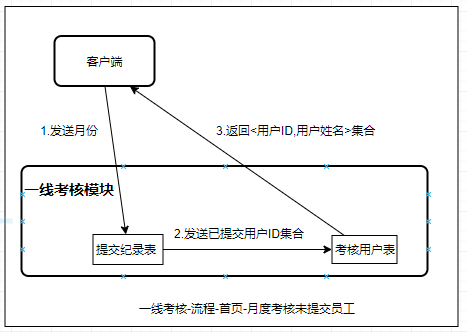 客户端
1.发送月份
3.返回<用户ID,用户姓名>集合
一线考核模块
2.发送已提交用户ID集合
提交纪录表
考核用户表
一线考核-流程-首页-月度考核未提交员工